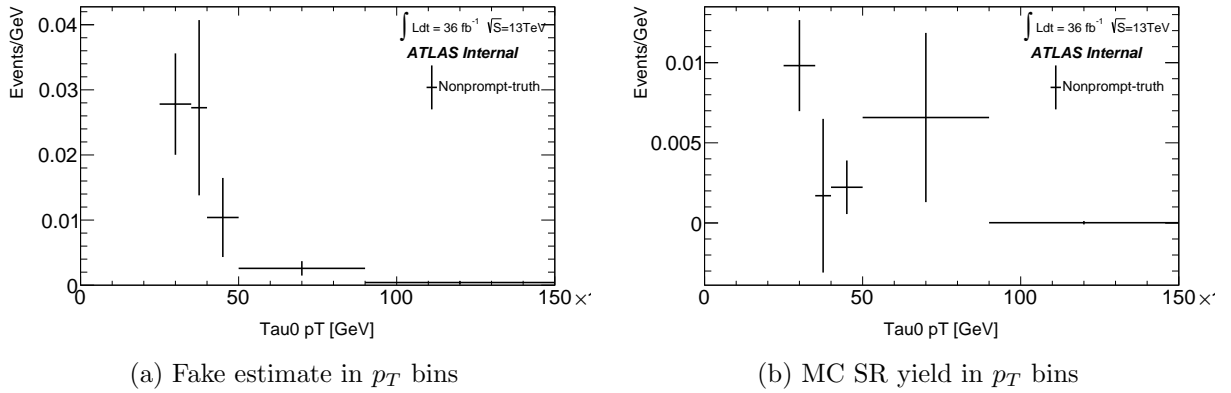 Events/GeV
0.04
0.03
0.02
0.01
0
0 50 100 150
Tau0 pT [GeV]
∫ Ldt = 36 fb⁻¹ √S=13TeV
ATLAS Internal
Nonprompt-truth
(a) Fake estimate in p_T bins
Events/GeV
0.01
0.005
0
0 50 100 150
Tau0 pT [GeV]
∫ Ldt = 36 fb⁻¹ √S=13TeV
ATLAS Internal
Nonprompt-truth
(b) MC SR yield in p_T bins